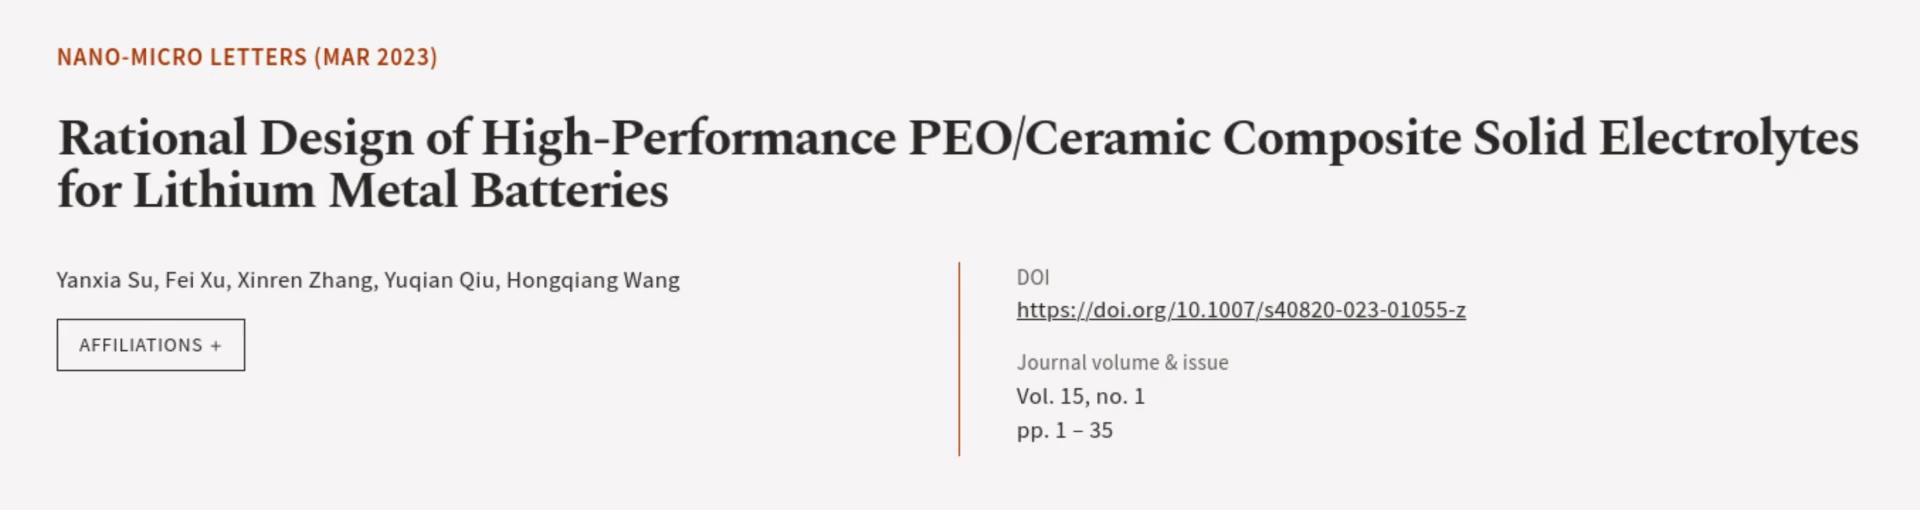 NANO-MICRO LETTERS (MAR 2023)
Rational Design of High-Performance PEO/Ceramic Composite Solid Electrolytes
for Lithium Metal Batteries
Yanxia Su, Fei Xu, Xinren Zhang, Yuqian Qiu, Hongqiang Wang
AFFILIATIONS +
DOI
https://doi.org/10.1007/s40820-023-01055-z
Journal volume & issue
Vol. 15, no. 1
pp. 1 – 35